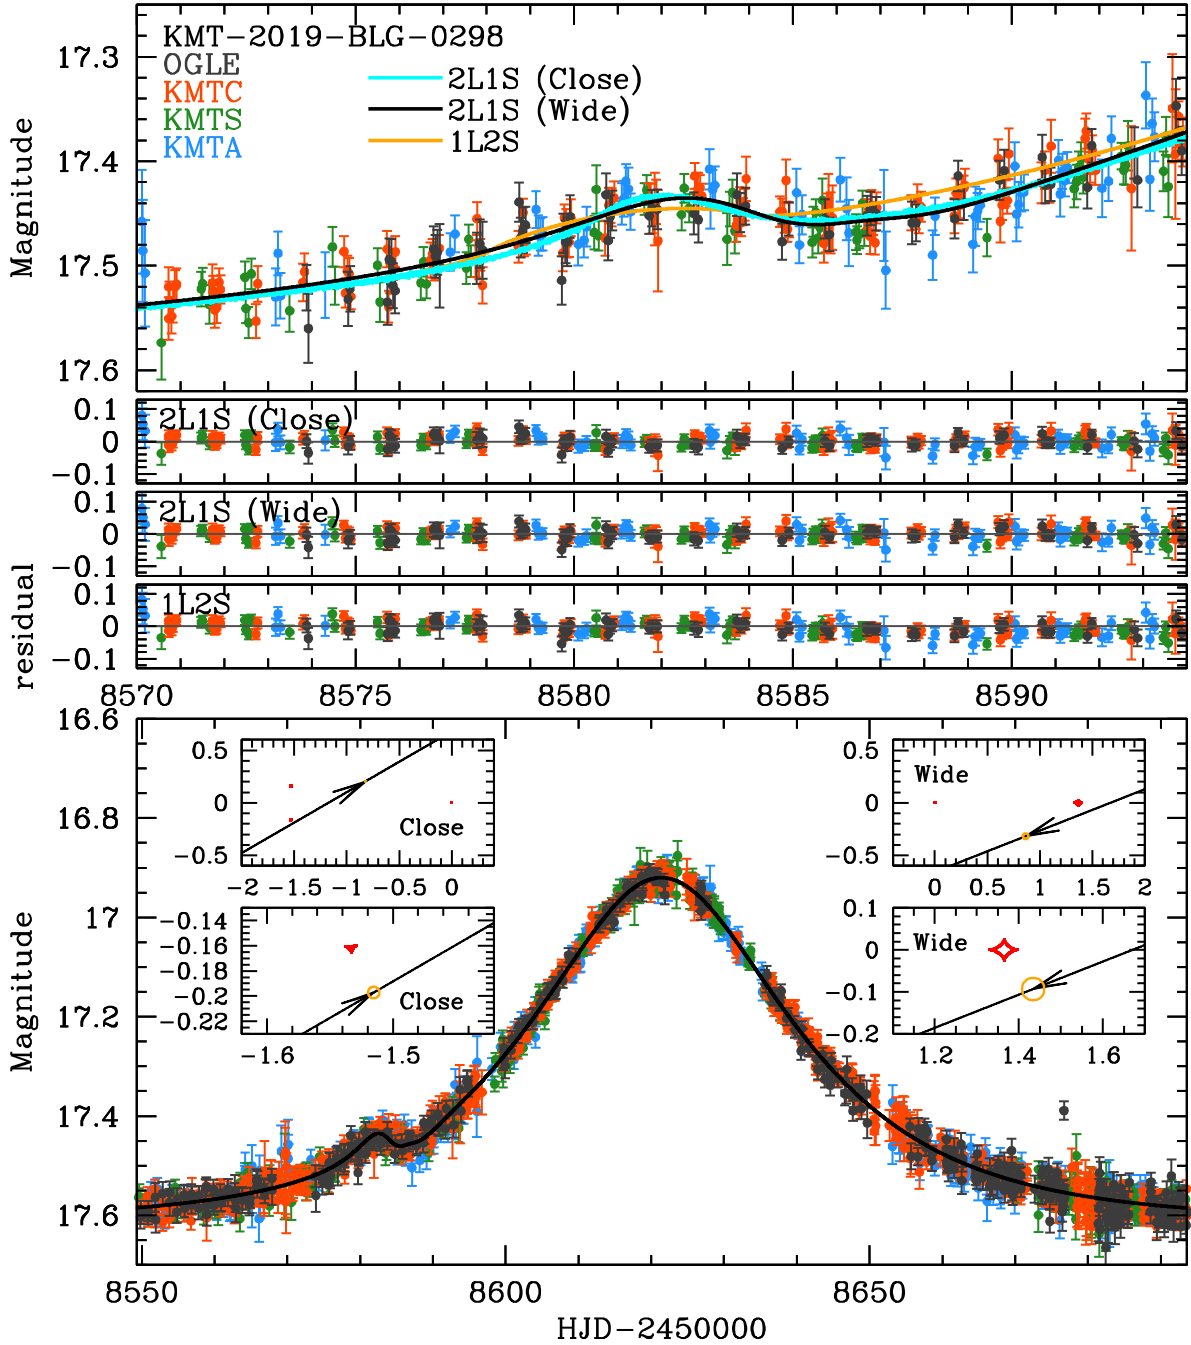 KMT-2019-BLG-0298
OGLE
KMTC
KMTS
KMTA
2L1S (Close)
2L1S (Wide)
1L2S
Magnitude
17.3
17.4
17.5
17.6
2L1S (Close)
0.1
0
-0.1
2L1S (Wide)
0.1
0
-0.1
1L2S
0.1
0
-0.1
residual
8570 8575 8580 8585 8590
Magnitude
16.6
16.8
17
17.2
17.4
17.6
0.5
0
-0.5
Close
-2 -1.5 -1 -0.5 0
0.5
0
-0.5
Wide
0 0.5 1 1.5 2
-0.14
-0.16
-0.18
-0.2
-0.22
Close
-1.6 -1.5
0.1
0
-0.1
-0.2
Wide
1.2 1.4 1.6
8550 8600 8650
HJD-2450000